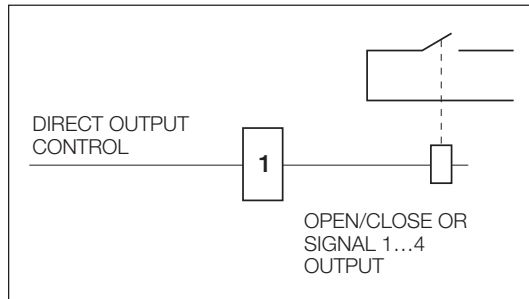 DIRECT OUTPUT
CONTROL
1
OPEN/CLOSE OR
SIGNAL 1...4
OUTPUT